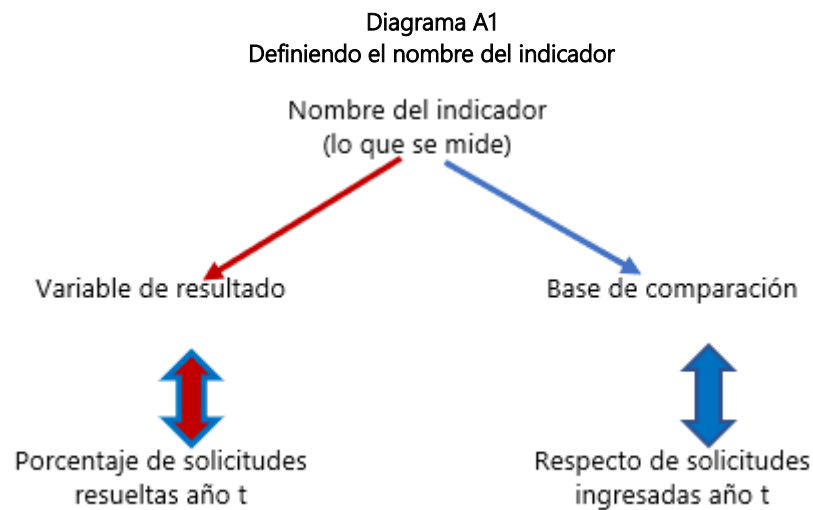 Diagrama A1
Definiendo el nombre del indicador
Nombre del indicador
(lo que se mide)
Variable de resultado
Base de comparación
Porcentaje de solicitudes
resueltas año t
Respecto de solicitudes
ingresadas año t